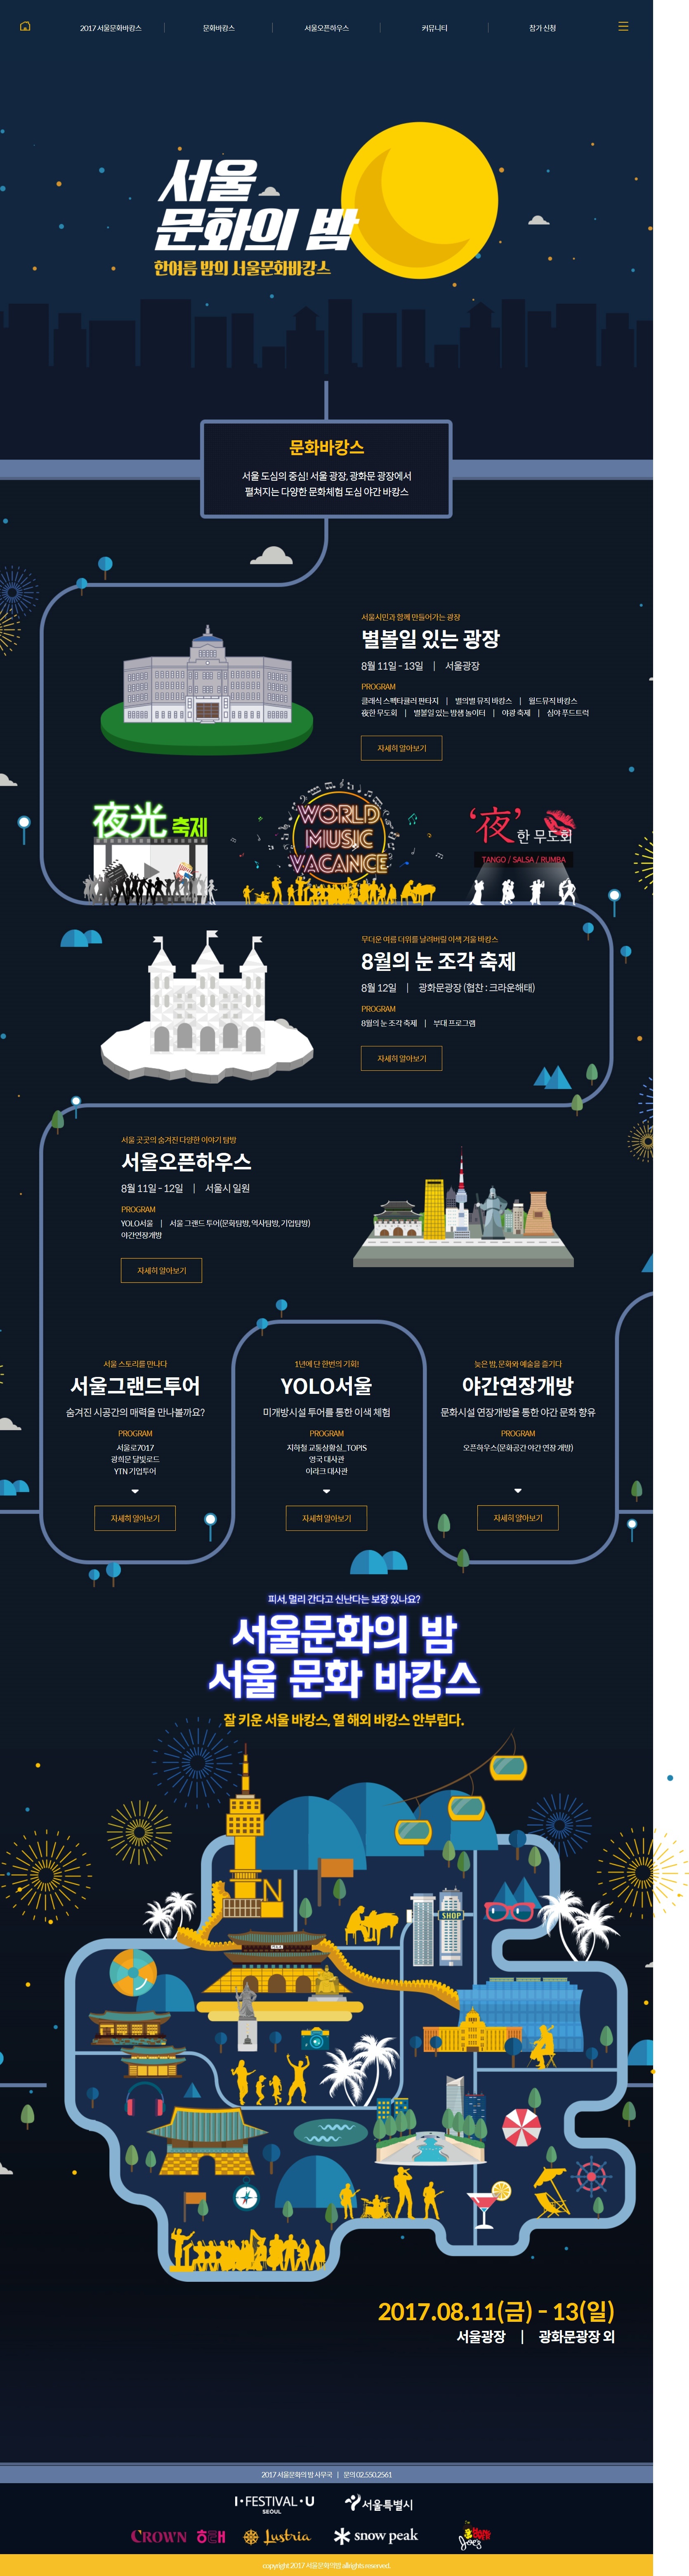 2017 서울문화바캉스 | 문화바캉스 | 서울오픈하우스 | 커뮤니티 | 참가 신청
서울
문화의 밤
한여름 밤의 서울문화바캉스
문화바캉스
서울 도심의 중심! 서울 광장, 광화문 광장에서
펼쳐지는 다양한 문화체험 도심 야간 바캉스
서울시민과 함께 만들어가는 광장
별볼일 있는 광장
8월 11일 - 13일 | 서울광장
PROGRAM
클래식 스펙타클러 판타지 | 별의별 뮤직 바캉스 | 월드뮤직 바캉스
夜한 무도회 | 별볼일 있는 밤샘 놀이터 | 야광 축제 | 심야 푸드트럭
자세히 알아보기
夜光 축제
WORLD
MUSIC
VACANCE
‘夜’한 무도회
TANGO / SALSA / RUMBA
무더운 여름 더위를 날려버릴 이색 겨울 바캉스
8월의 눈 조각 축제
8월 12일 | 광화문광장 (협찬 : 크라운해태)
PROGRAM
8월의 눈 조각 축제 | 부대 프로그램
자세히 알아보기
서울 곳곳의 숨겨진 다양한 이야기 탐방
서울오픈하우스
8월 11일 - 12일 | 서울시 일원
PROGRAM
YOLO서울 | 서울 그랜드 투어(문화탐방, 역사탐방, 기업탐방)
야간연장개방
자세히 알아보기
서울 스토리를 만나다
서울그랜드투어
숨겨진 시공간의 매력을 만나볼까요?
PROGRAM
서울로7017
광희문 달빛로드
YTN 기업투어
자세히 알아보기
1년에 단 한번의 기회!
YOLO서울
미개방시설 투어를 통한 이색 체험
PROGRAM
지하철 교통상황실_TOPIS
영국 대사관
이라크 대사관
자세히 알아보기
늦은 밤, 문화와 예술을 즐기다
야간연장개방
문화시설 연장개방을 통한 야간 문화 향유
PROGRAM
오픈하우스(문화공간 야간 연장 개방)
자세히 알아보기
피서, 멀리 간다고 신난다는 보장 있나요?
서울문화의 밤
서울 문화 바캉스
잘 키운 서울 바캉스, 열 해외 바캉스 안부럽다.
N
SHOP
2017.08.11(금) - 13(일)
서울광장 | 광화문광장 외
2017 서울문화의 밤 사무국 | 문의 02.550.2561
I·FESTIVAL·U
SEOUL
서울특별시
CROWN 해태
Lustria
snow peak
Joez
copyright 2017 서울문화의밤 allrights reserved.